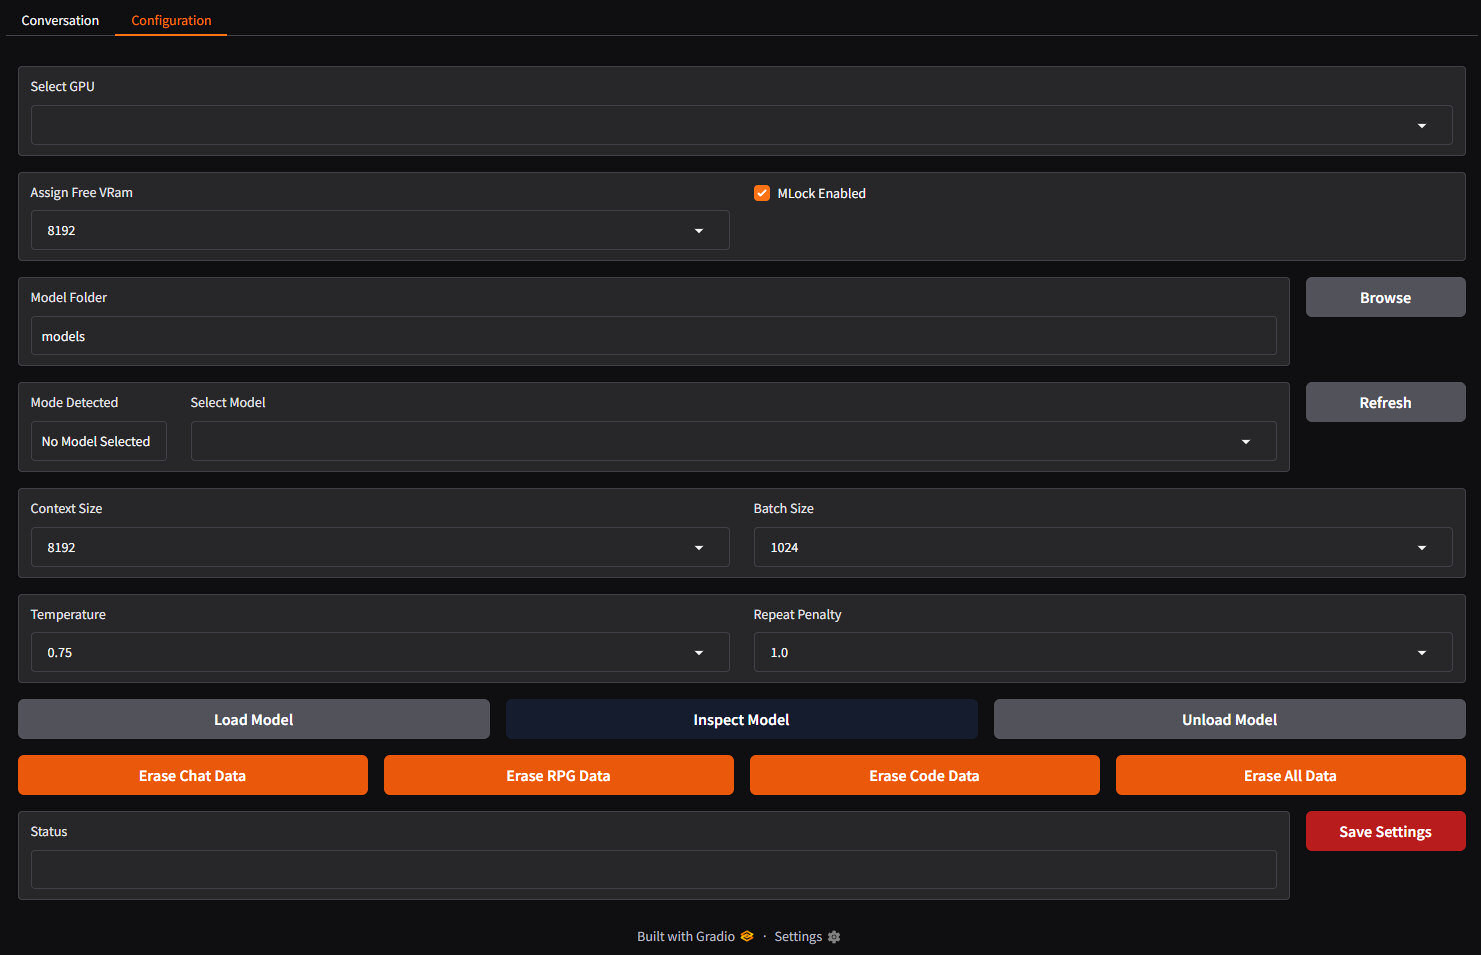 Conversation Configuration
Select GPU
Assign Free VRam
MLock Enabled
8192
Model Folder
Browse
models
Mode Detected
Select Model
Refresh
No Model Selected
Context Size
Batch Size
8192
1024
Temperature
Repeat Penalty
0.75
1.0
Load Model
Inspect Model
Unload Model
Erase Chat Data
Erase RPG Data
Erase Code Data
Erase All Data
Status
Save Settings
Built with Gradio · Settings